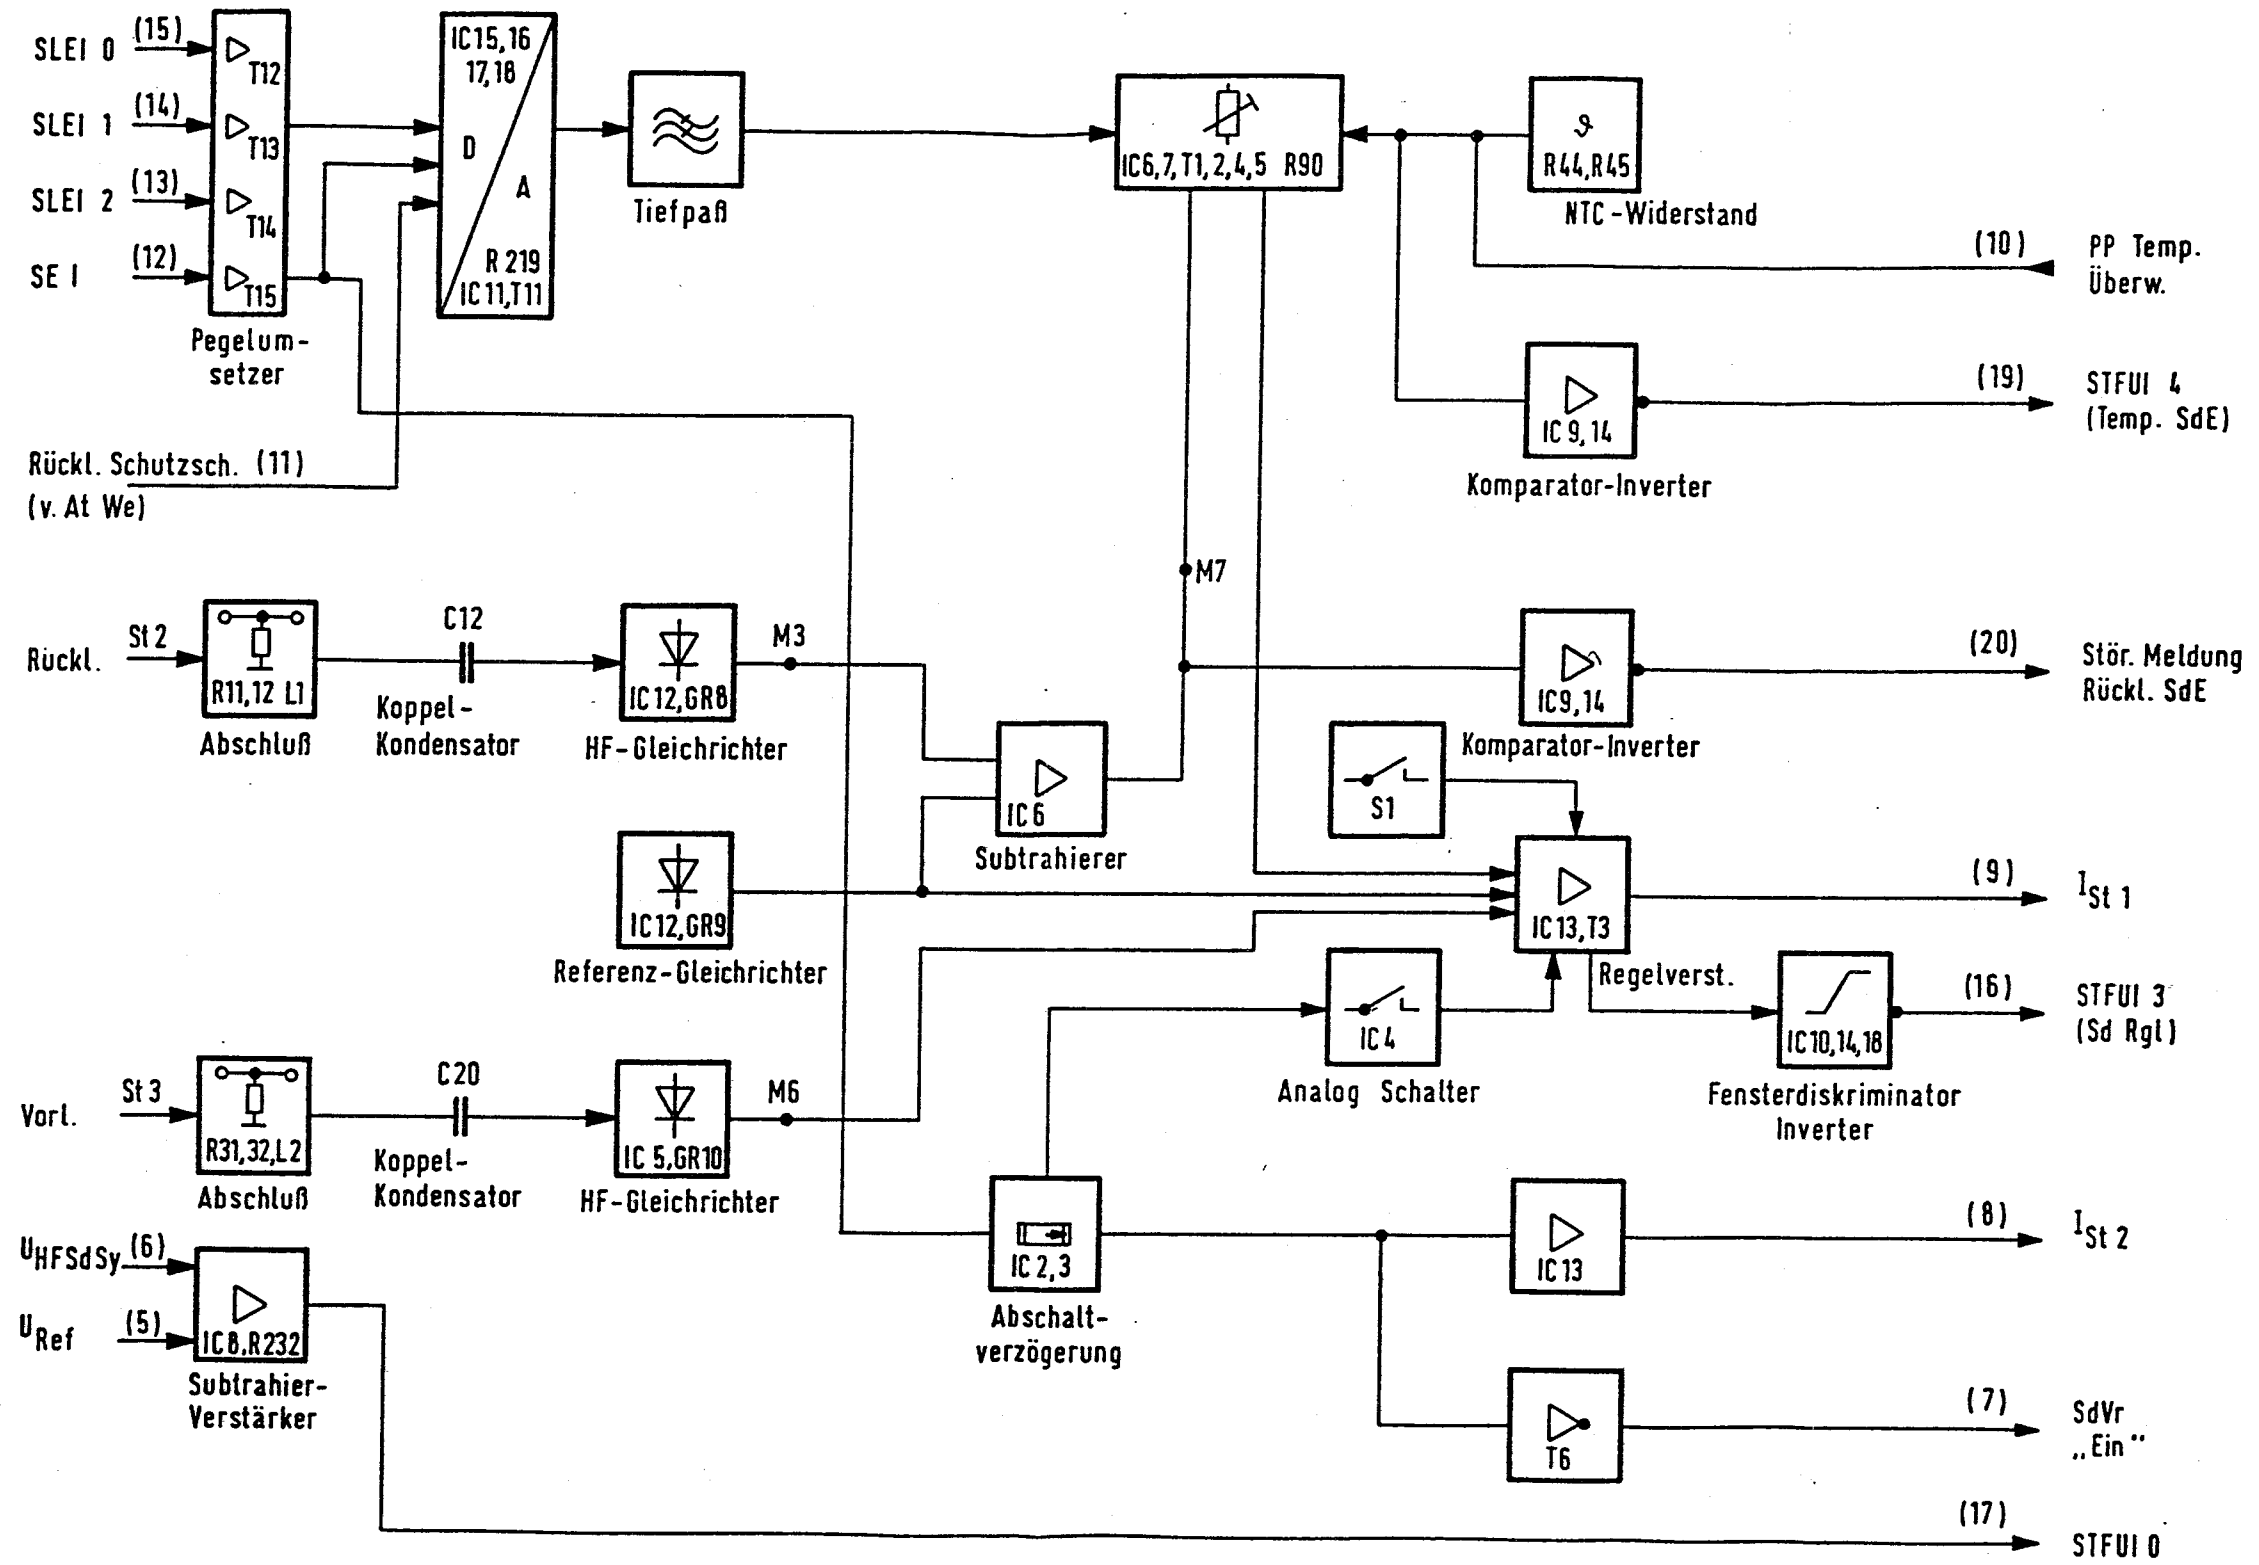 SLEI 0 (15)
T12
SLEI 1 (14)
T13
SLEI 2 (13)
T14
SE I (12)
T15
Pegelum-
setzer
IC15,16
17,18
D
A
R 219
IC11,T11
Tiefpaß
IC6,7,T1,2,4,5 R90
ϑ
R44,R45
NTC-Widerstand
(10) PP Temp.
Überw.
IC 9,14
Komparator-Inverter
(19) STFUI 4
(Temp. SdE)
Rückl. Schutzsch. (11)
(v. At We)
M7
Rückl. St 2
R11,12 L1
Abschluß
C12
Koppel-
Kondensator
IC12,GR8
HF-Gleichrichter
M3
IC 6
Subtrahierer
IC9,14
Komparator-Inverter
(20) Stör. Meldung
Rückl. SdE
S1
IC12,GR9
Referenz-Gleichrichter
IC13,T3
Regelverst.
(9) ISt 1
IC 4
Analog Schalter
IC10,14,18
Fensterdiskriminator
Inverter
(16) STFUI 3
(Sd Rgl)
Vorl. St 3
R31,32,L2
Abschluß
C20
Koppel-
Kondensator
IC 5,GR10
HF-Gleichrichter
M6
IC 2,3
Abschalt-
verzögerung
IC13
(8) ISt 2
T6
(7) SdVr
„Ein"
UHFSdSy (6)
URef (5)
IC8,R232
Subtrahier-
Verstärker
(17) STFUI 0